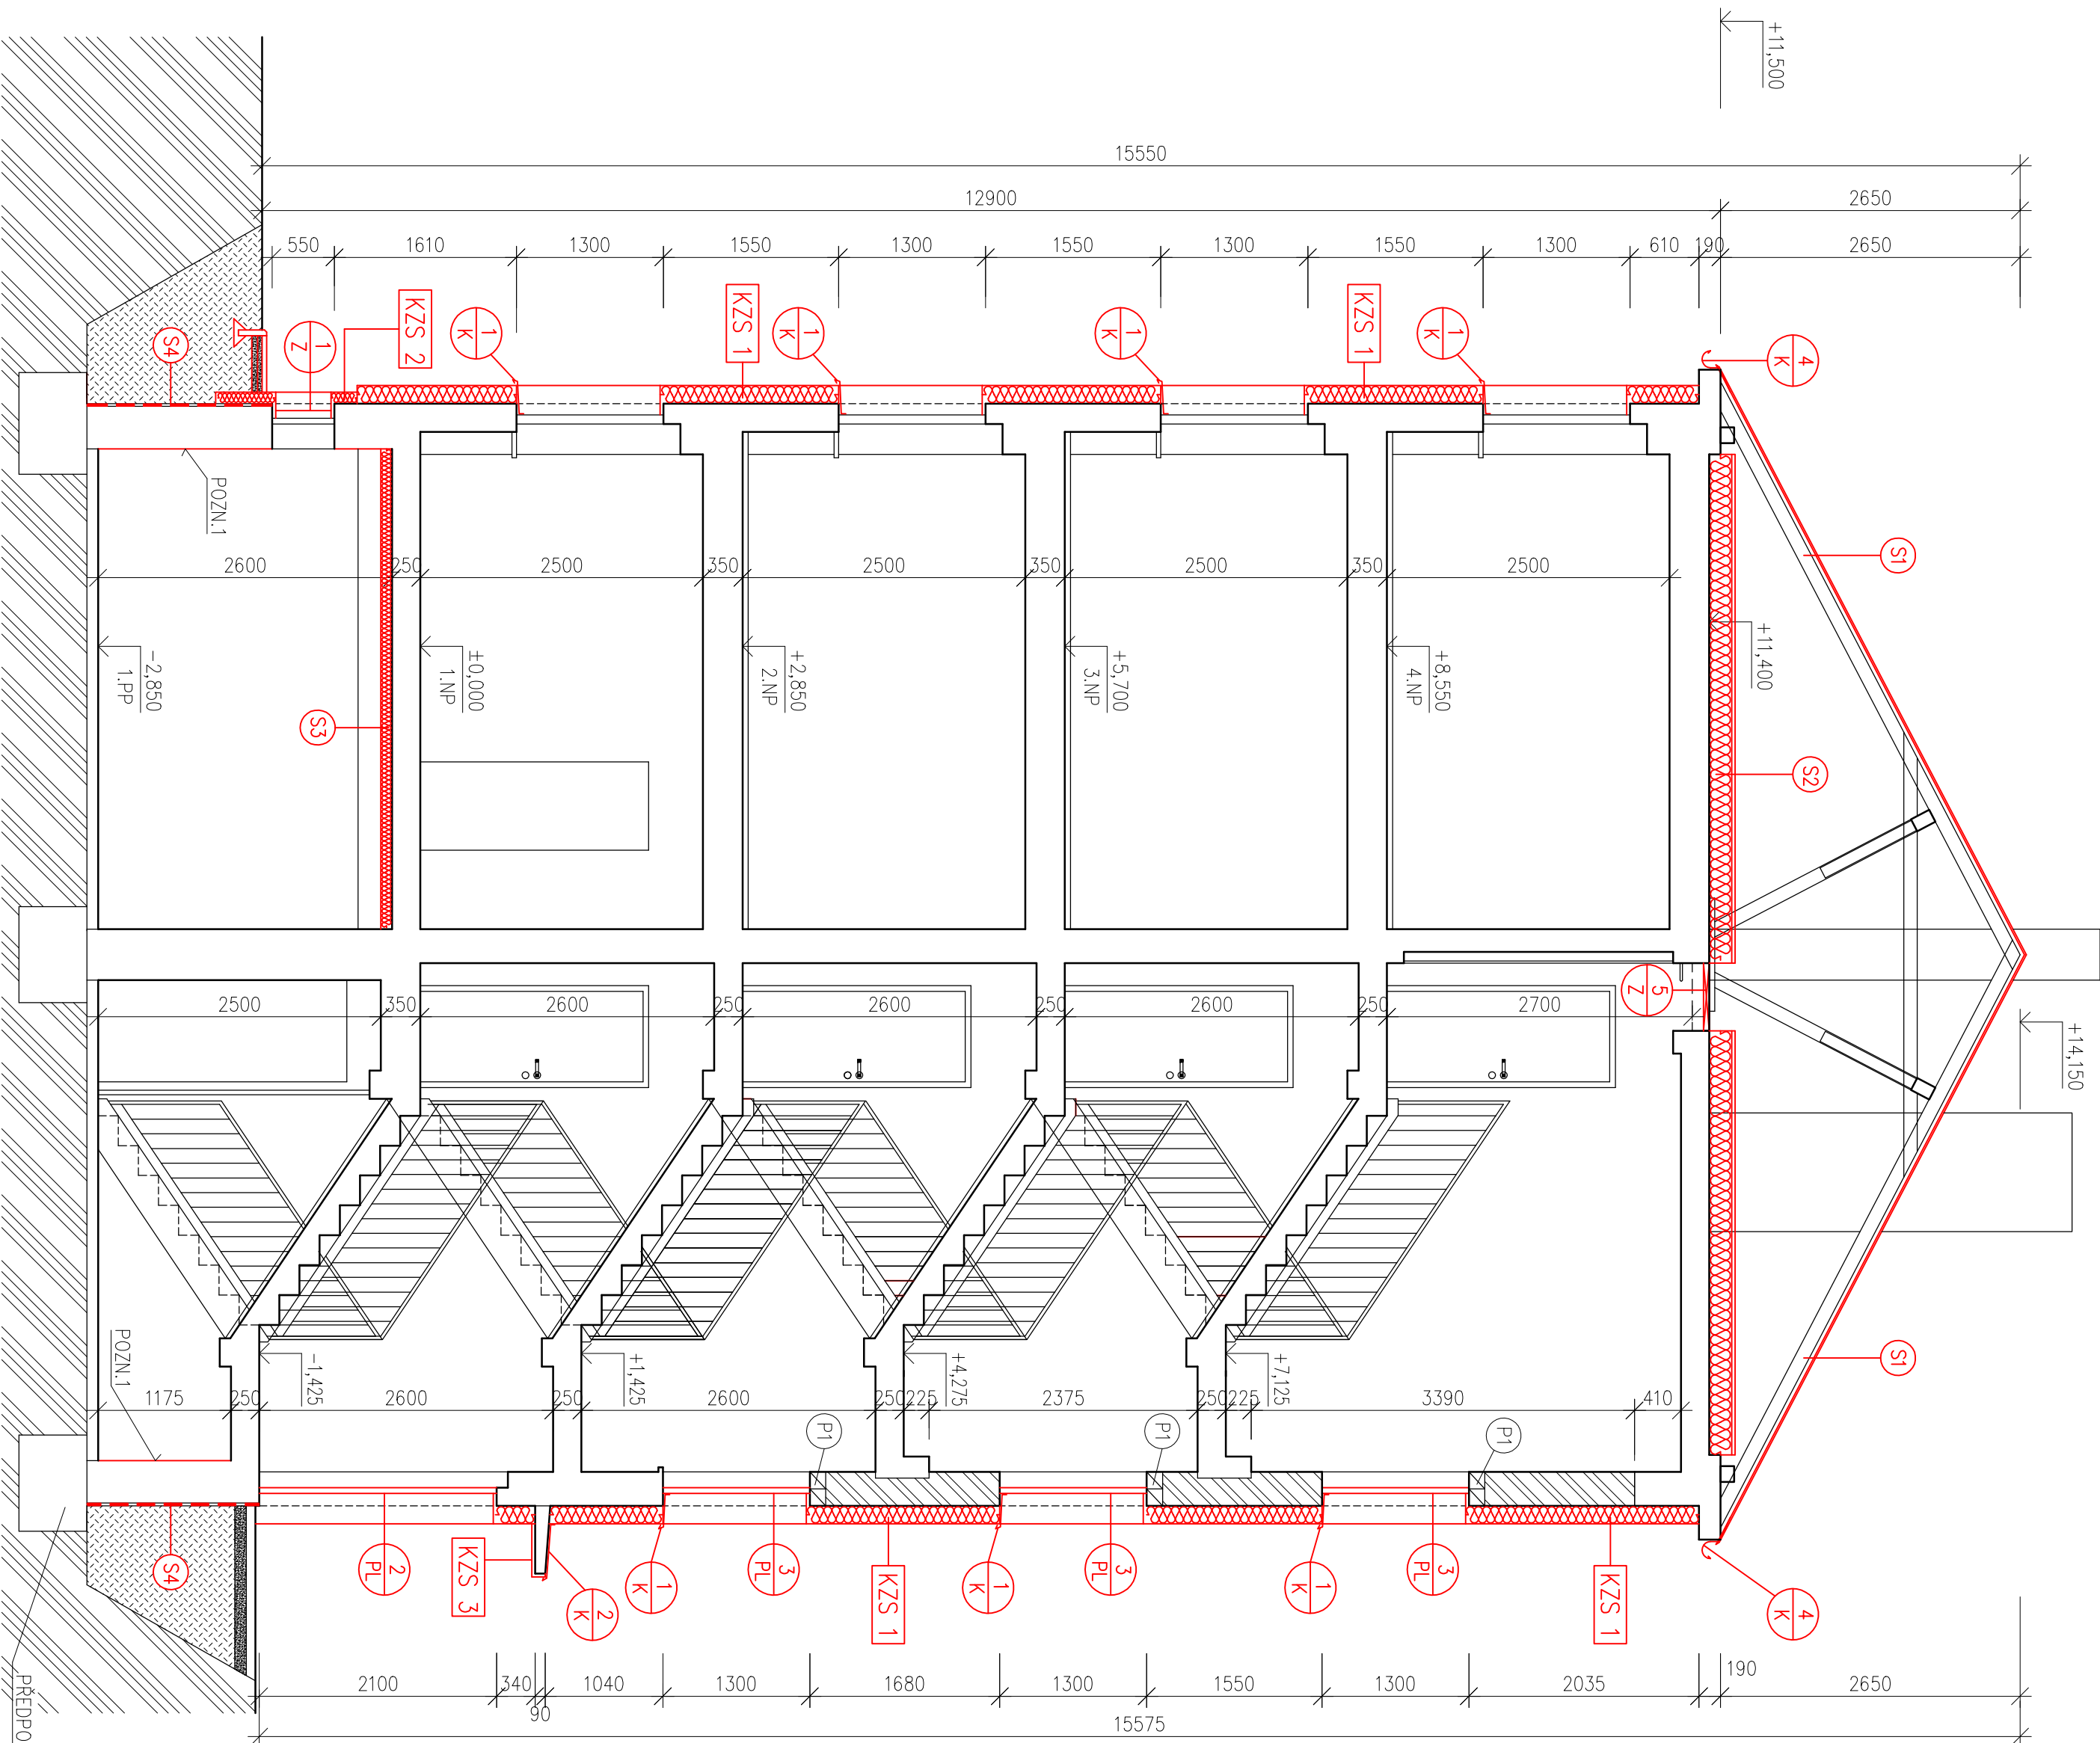 +11,500
15550
12900
2650
550
1610
1300
1550
1300
1550
1300
1550
1300
610
190
2650
KZS 2
1
K
KZS 1
1
K
1
K
KZS 1
1
K
4
K
S4
1
Z
POZN.1
S1
2600
250
2500
350
2500
350
2500
350
2500
-2,850
1.PP
±0,000
1.NP
+2,850
2.NP
+5,700
3.NP
+8,550
4.NP
+11,400
S3
S2
5
Z
2500
350
2600
250
2600
250
2600
250
2700
+14,150
POZN.1
-1,425
+1,425
+4,275
+7,125
S1
1175
250
2600
250
2600
250
225
2375
250
225
3390
410
P1
P1
P1
S4
2
PL
KZS 3
2
K
1
K
3
PL
KZS 1
1
K
3
PL
1
K
3
PL
KZS 1
4
K
PŘEDPO
2100
340
90
1040
1300
1680
1300
1550
1300
2035
190
2650
15575